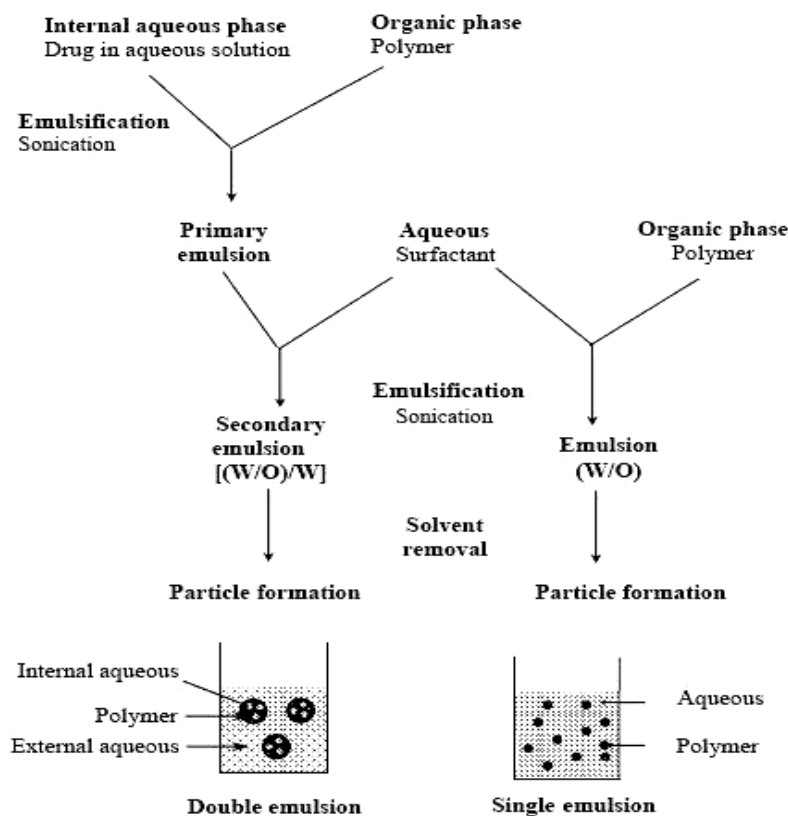 Internal aqueous phase
Drug in aqueous solution
Organic phase
Polymer
Emulsification
Sonication
Primary
emulsion
Aqueous
Surfactant
Organic phase
Polymer
Emulsification
Sonication
Secondary
emulsion
[(W/O)/W]
Emulsion
(W/O)
Solvent
removal
Particle formation
Particle formation
Internal aqueous
Polymer
External aqueous
Aqueous
Polymer
Double emulsion
Single emulsion